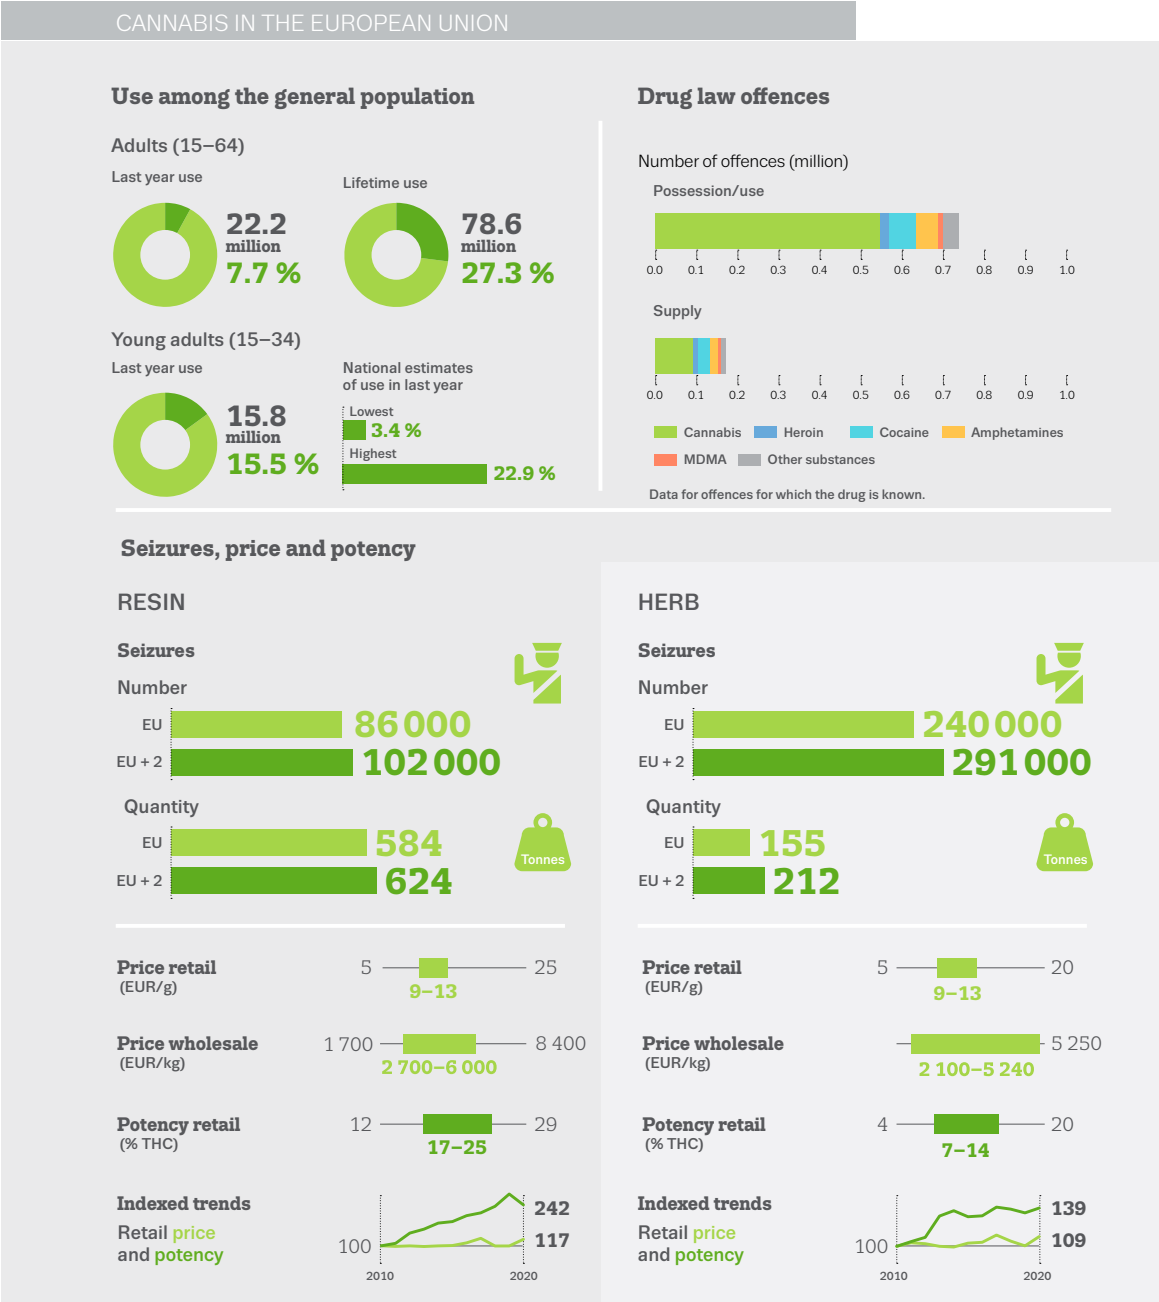 CANNABIS IN THE EUROPEAN UNION
Use among the general population
Adults (15–64)
Last year use
22.2
million
7.7 %
Lifetime use
78.6
million
27.3 %
Young adults (15–34)
Last year use
15.8
million
15.5 %
National estimates
of use in last year
Lowest
3.4 %
Highest
22.9 %
Drug law offences
Number of offences (million)
Possession/use
0.0 0.1 0.2 0.3 0.4 0.5 0.6 0.7 0.8 0.9 1.0
Supply
0.0 0.1 0.2 0.3 0.4 0.5 0.6 0.7 0.8 0.9 1.0
Cannabis Heroin Cocaine Amphetamines
MDMA Other substances
Data for offences for which the drug is known.
Seizures, price and potency
RESIN
Seizures
Number
EU 86 000
EU + 2 102 000
Quantity
EU 584
EU + 2 624
Tonnes
Price retail
(EUR/g)
5 25
9–13
Price wholesale
(EUR/kg)
1 700 8 400
2 700–6 000
Potency retail
(% THC)
12 29
17–25
Indexed trends
Retail price
and potency
100
242
117
2010 2020
HERB
Seizures
Number
EU 240 000
EU + 2 291 000
Quantity
EU 155
EU + 2 212
Tonnes
Price retail
(EUR/g)
5 20
9–13
Price wholesale
(EUR/kg)
5 250
2 100–5 240
Potency retail
(% THC)
4 20
7–14
Indexed trends
Retail price
and potency
100
139
109
2010 2020